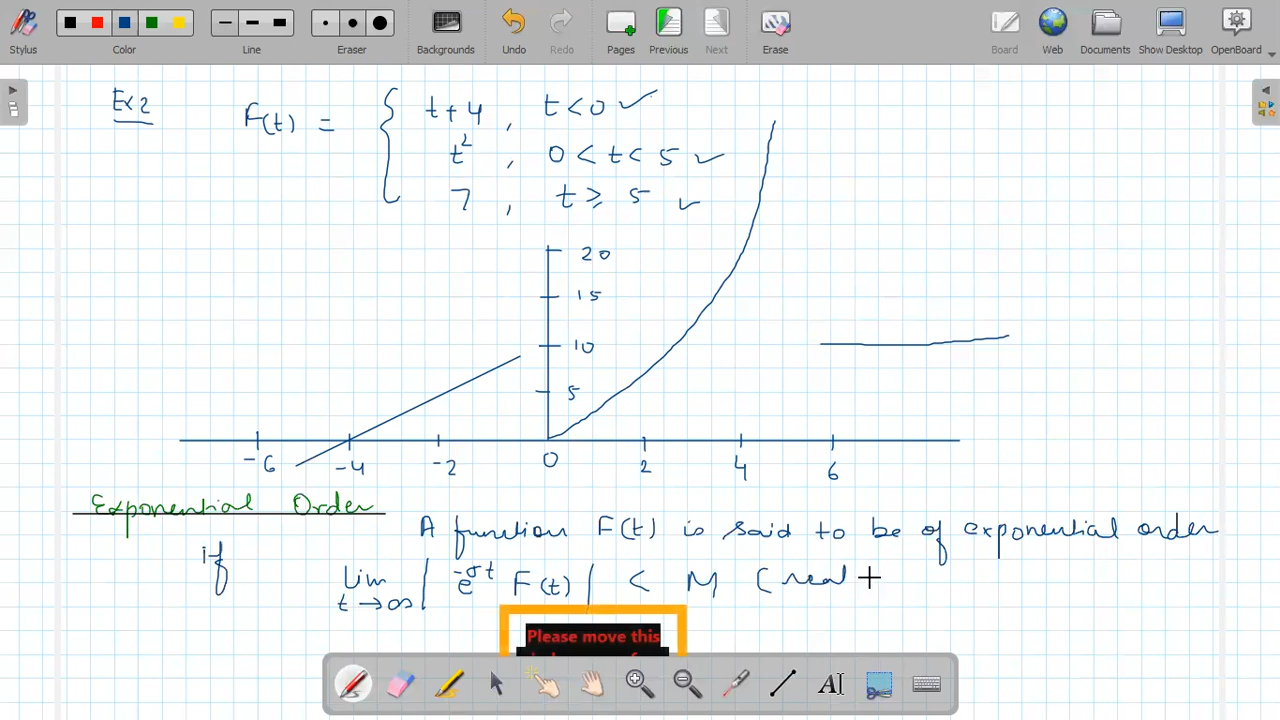 Stylus
Color
Line
Eraser
Backgrounds
Undo
Redo
Pages
Previous
Next
Erase
Board
Web
Documents
Show Desktop
OpenBoard
Ex 2
F(t) = { t+4 , t<0 ✓
t² , 0 < t < 5 ✓
7 , t ≥ 5 ✓
20
15
10
5
-6 -4 -2 0 2 4 6
Exponential Order
A function F(t) is said to be of exponential order
if
lim t→∞ | e^-σt F(t) | < M (real
Please move this